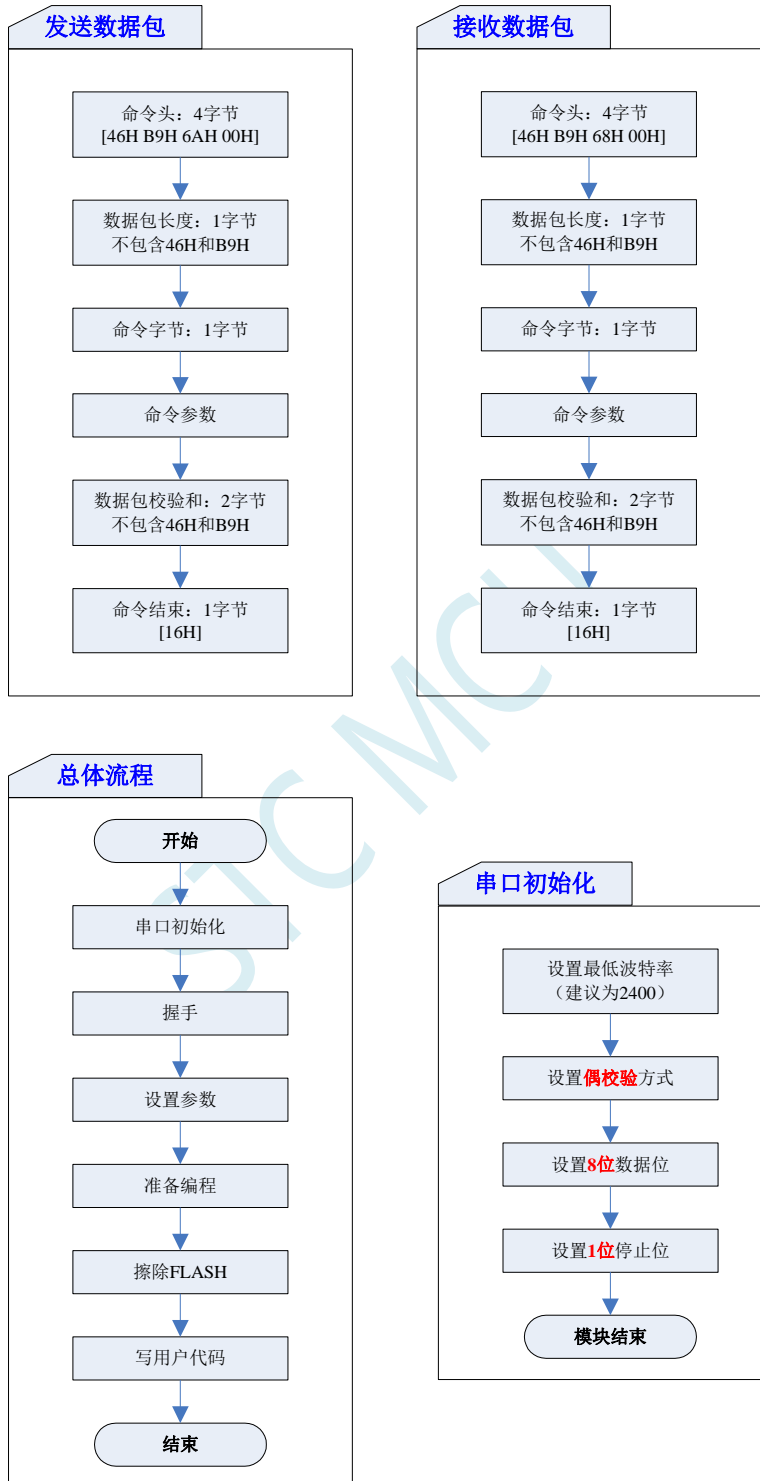 发送数据包
命令头：4字节
[46H B9H 6AH 00H]
数据包长度：1字节
不包含46H和B9H
命令字节：1字节
命令参数
数据包校验和：2字节
不包含46H和B9H
命令结束：1字节
[16H]
接收数据包
命令头：4字节
[46H B9H 68H 00H]
数据包长度：1字节
不包含46H和B9H
命令字节：1字节
命令参数
数据包校验和：2字节
不包含46H和B9H
命令结束：1字节
[16H]
总体流程
开始
串口初始化
握手
设置参数
准备编程
擦除FLASH
写用户代码
结束
串口初始化
设置最低波特率
（建议为2400）
设置偶校验方式
设置8位数据位
设置1位停止位
模块结束
STC MCU